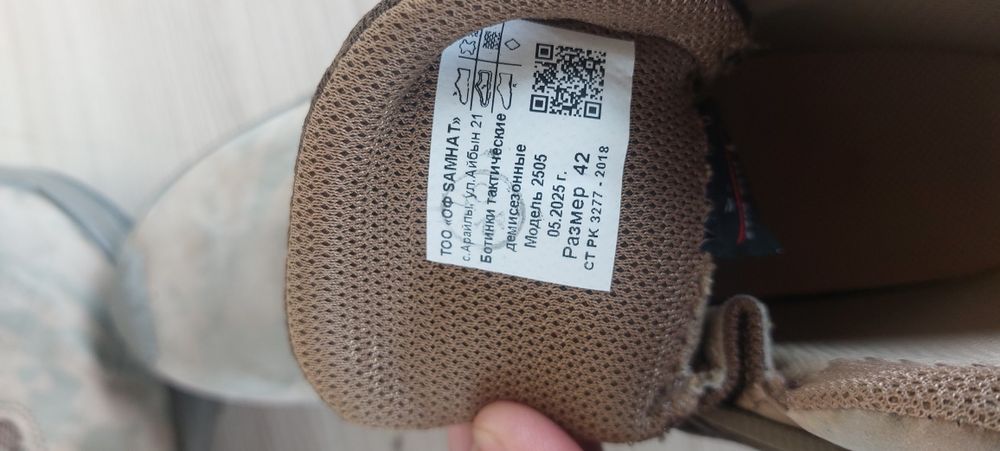 ТОО «ОФ SAMHAT»
с.Арайлы, ул.Айбын 21
Ботинки тактические
демисезонные
Модель 2505
05.2025 г.
Размер 42
СТ РК 3277 - 2018